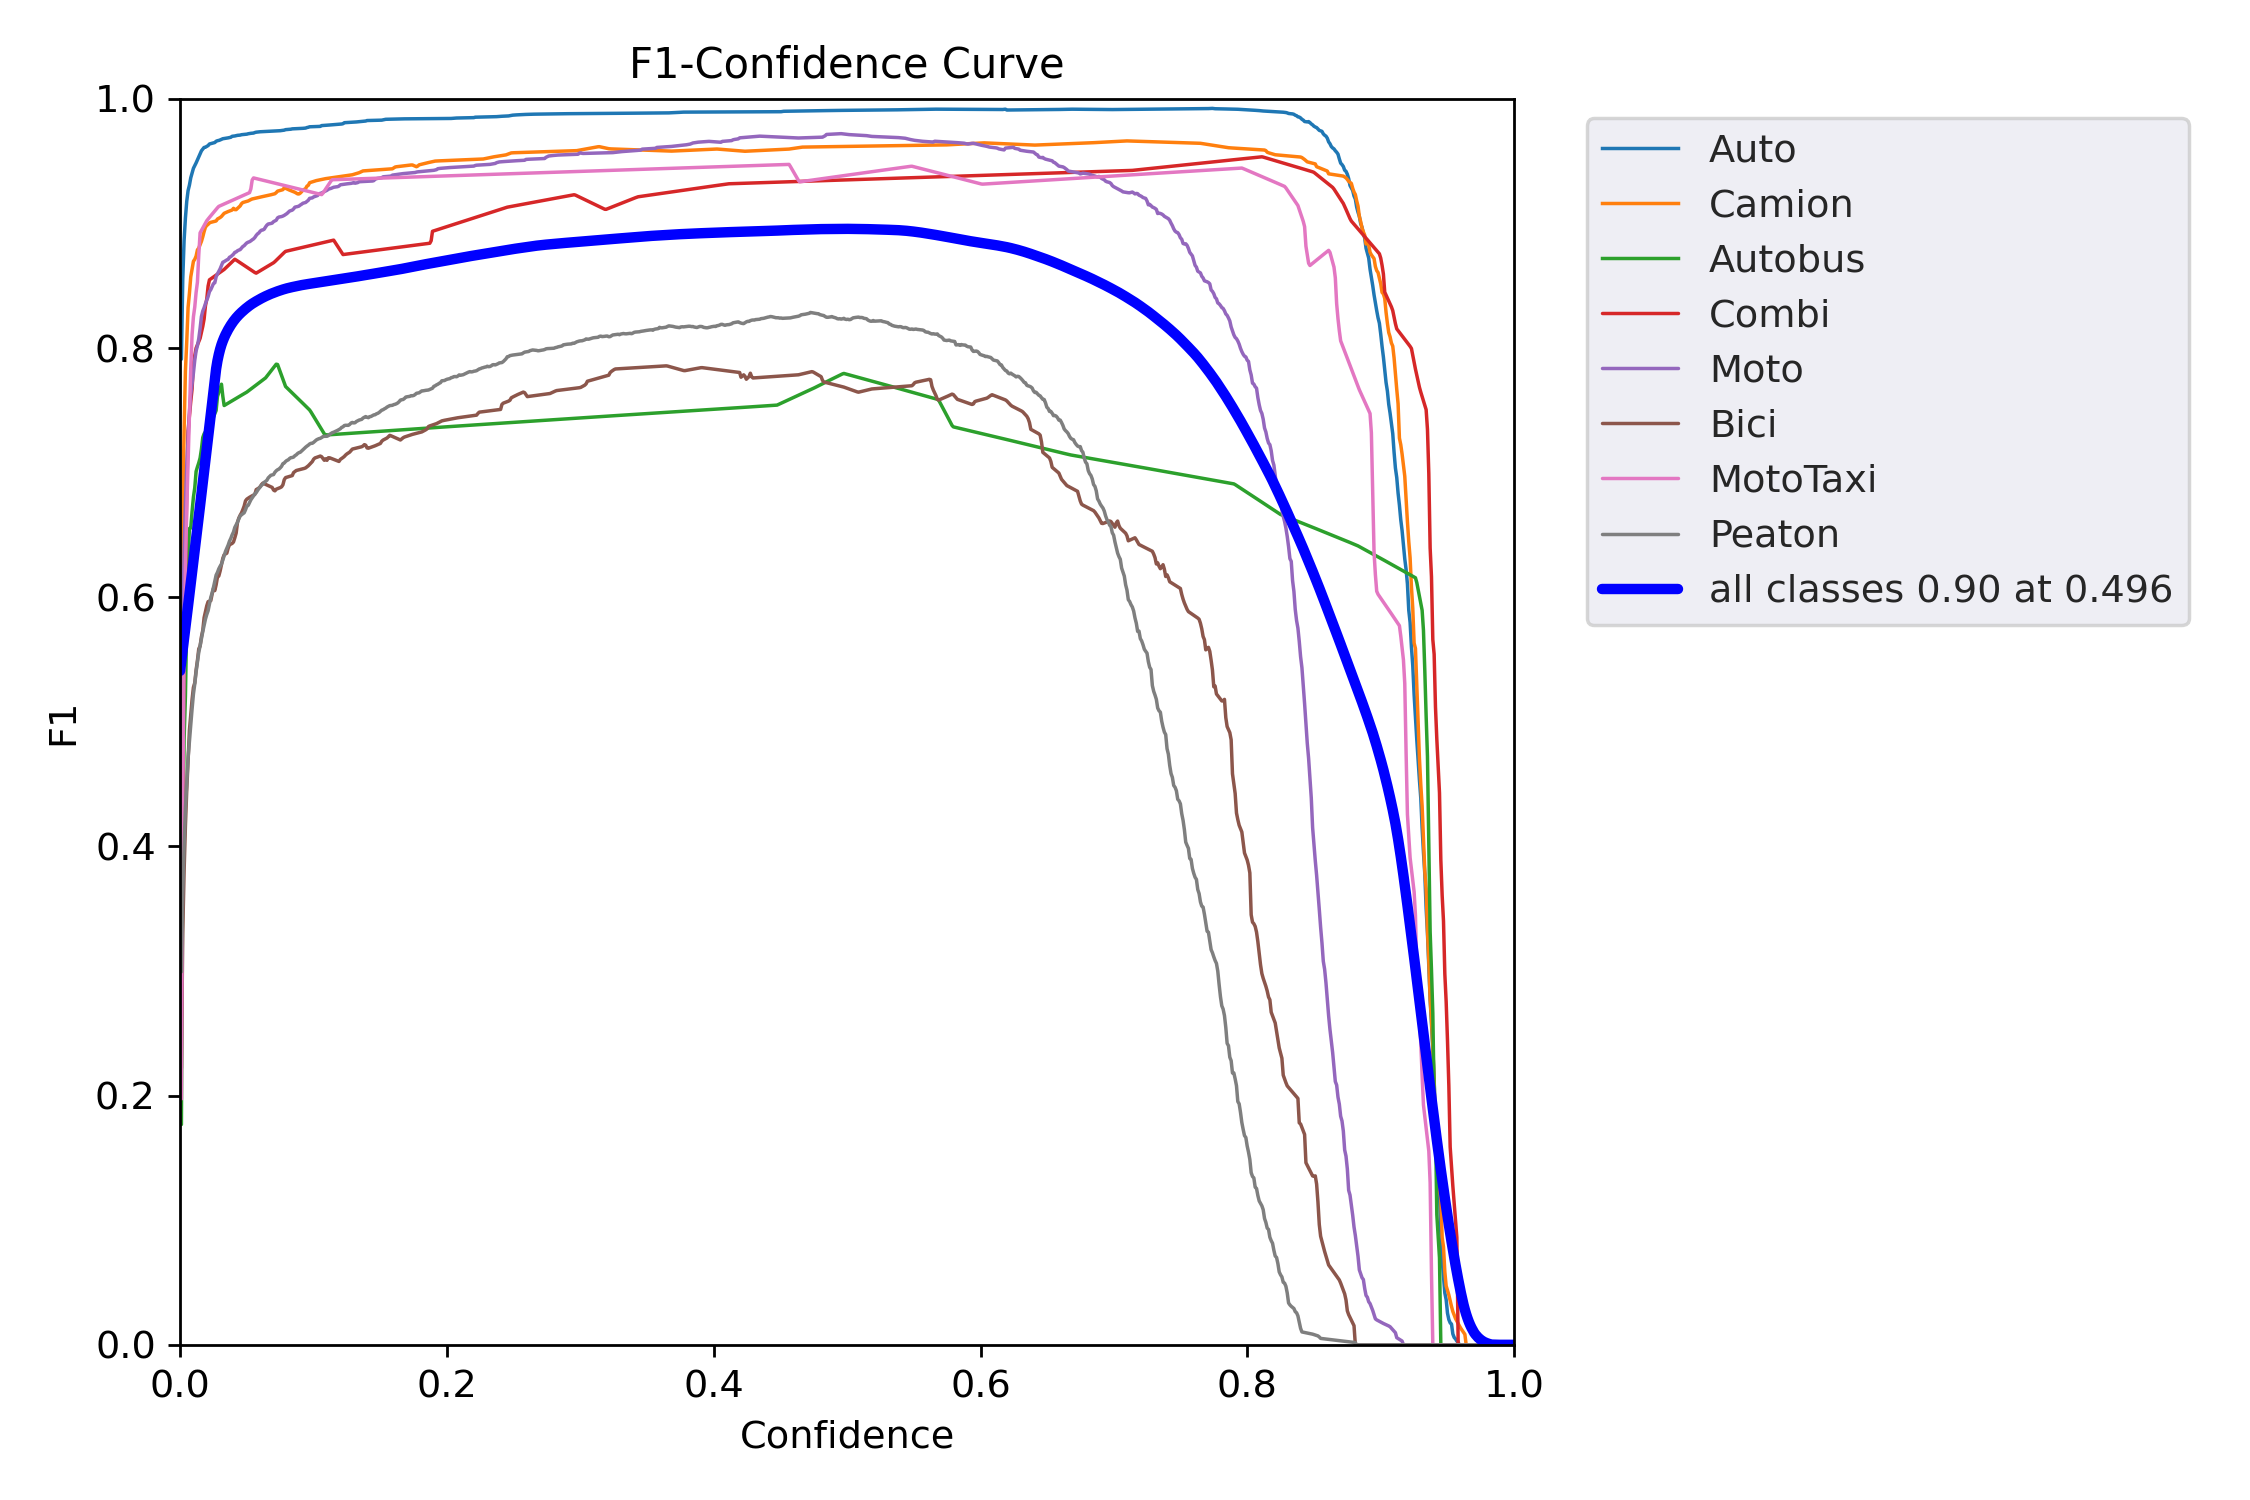 F1-Confidence Curve
1.0
0.8
0.6
0.4
0.2
0.0
F1
0.0 0.2 0.4 0.6 0.8 1.0
Confidence
Auto
Camion
Autobus
Combi
Moto
Bici
MotoTaxi
Peaton
all classes 0.90 at 0.496